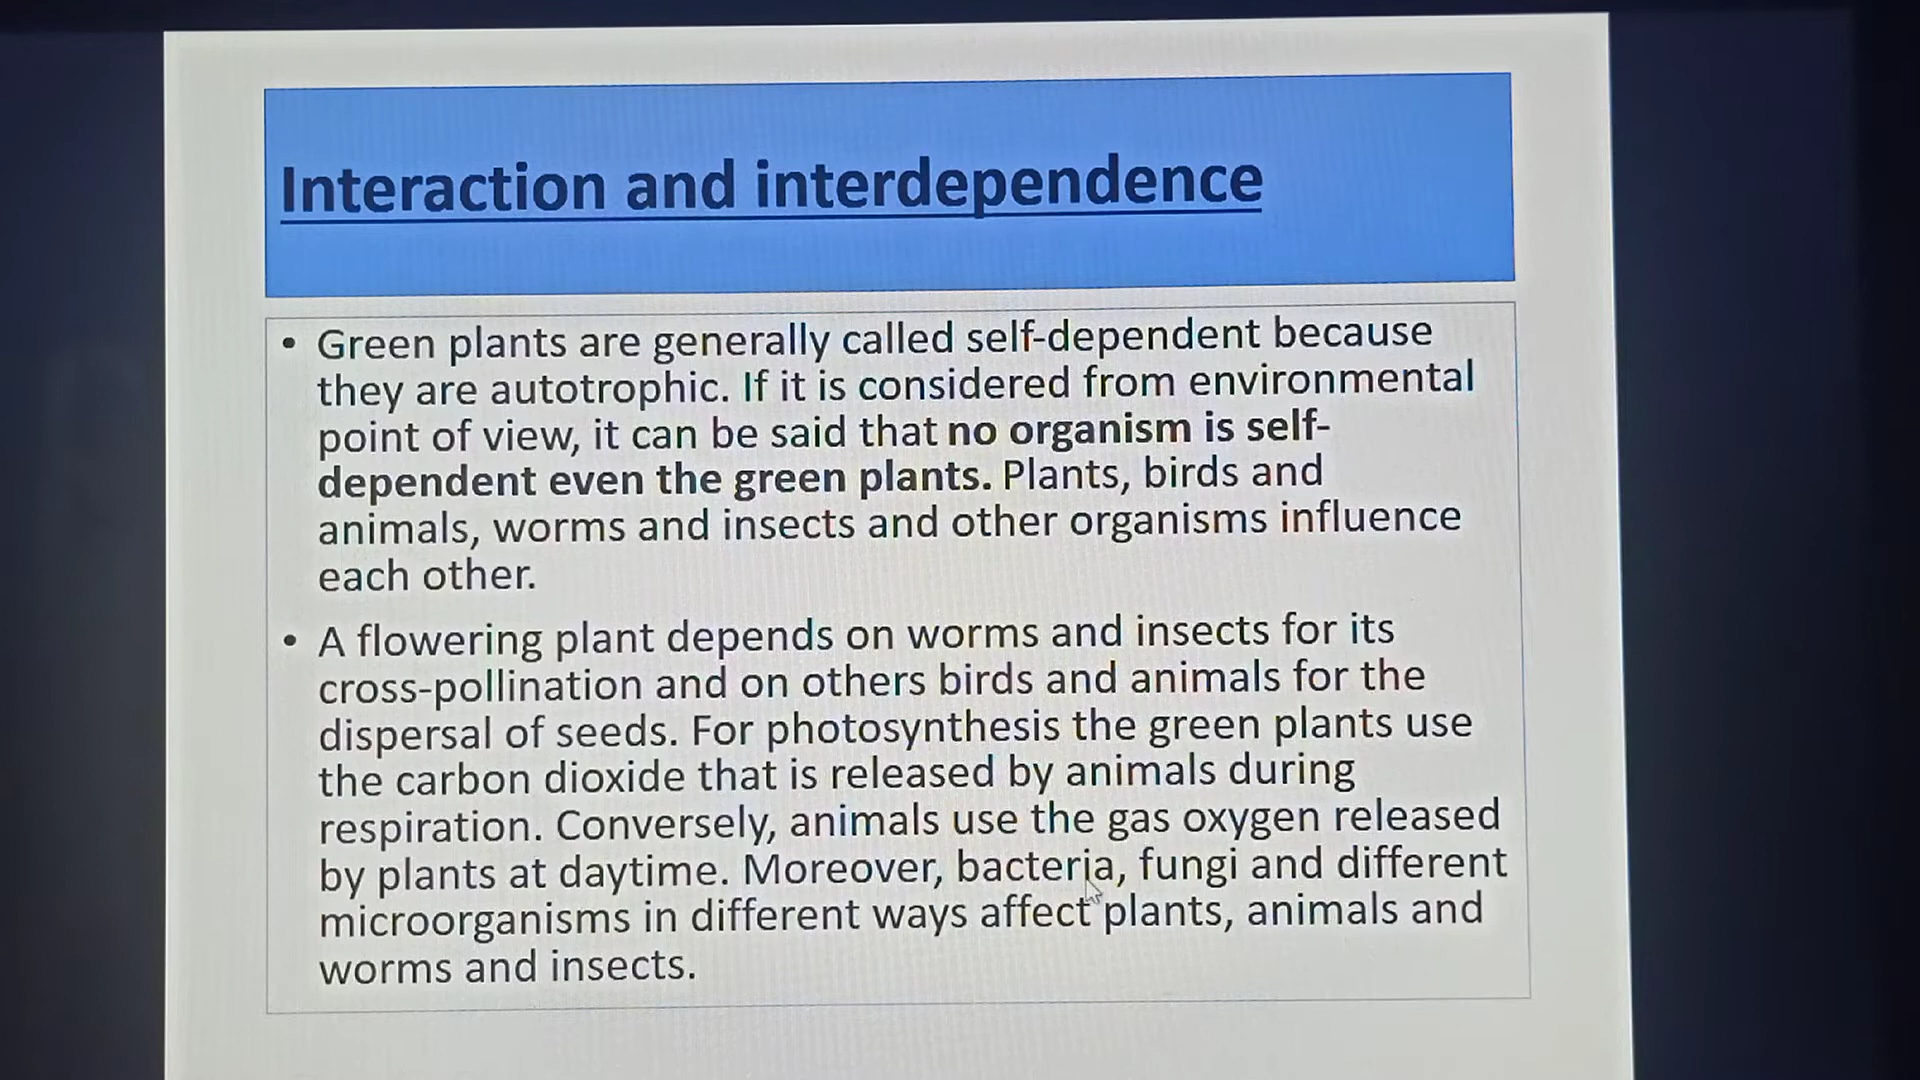 Interaction and interdependence
• Green plants are generally called self-dependent because
they are autotrophic. If it is considered from environmental
point of view, it can be said that no organism is self-
dependent even the green plants. Plants, birds and
animals, worms and insects and other organisms influence
each other.
• A flowering plant depends on worms and insects for its
cross-pollination and on others birds and animals for the
dispersal of seeds. For photosynthesis the green plants use
the carbon dioxide that is released by animals during
respiration. Conversely, animals use the gas oxygen released
by plants at daytime. Moreover, bacteria, fungi and different
microorganisms in different ways affect plants, animals and
worms and insects.